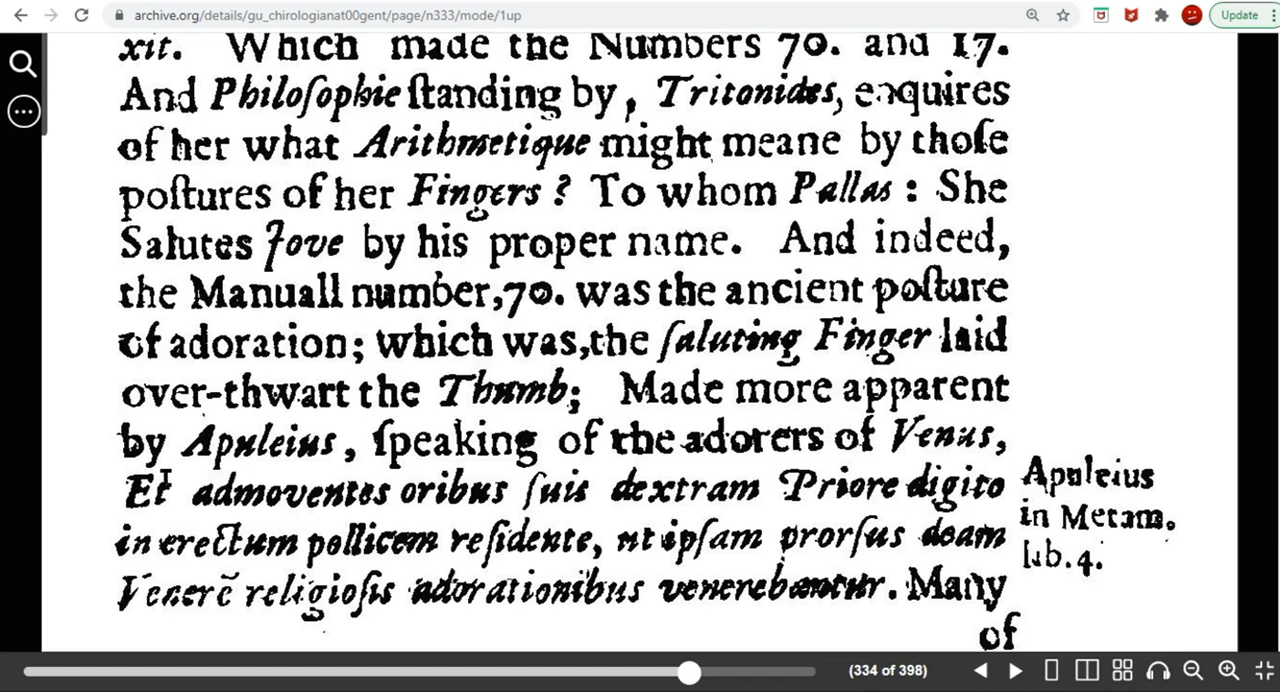 archive.org/details/gu_chirologianat00gent/page/n333/mode/1up
Update
xit. Which made the Numbers 70. and 17.
And Philoſophie ſtanding by, Tritonides, enquires
of her what Arithmetique might meane by thoſe
poſtures of her Fingers? To whom Pallas: She
Salutes Jove by his proper name. And indeed,
the Manuall number, 70. was the ancient poſture
of adoration; which was, the ſaluting Finger laid
over-thwart the Thumb; Made more apparent
by Apuleius, ſpeaking of the adorers of Venus,
Et admoventes oribus ſuis dextram Priore digito
in erectum pollicem reſidente, ut ipſam prorſus deam
Venerē religioſis adorationibus venerebantur. Many
of
Apuleius
in Metam.
lib. 4.
(334 of 398)